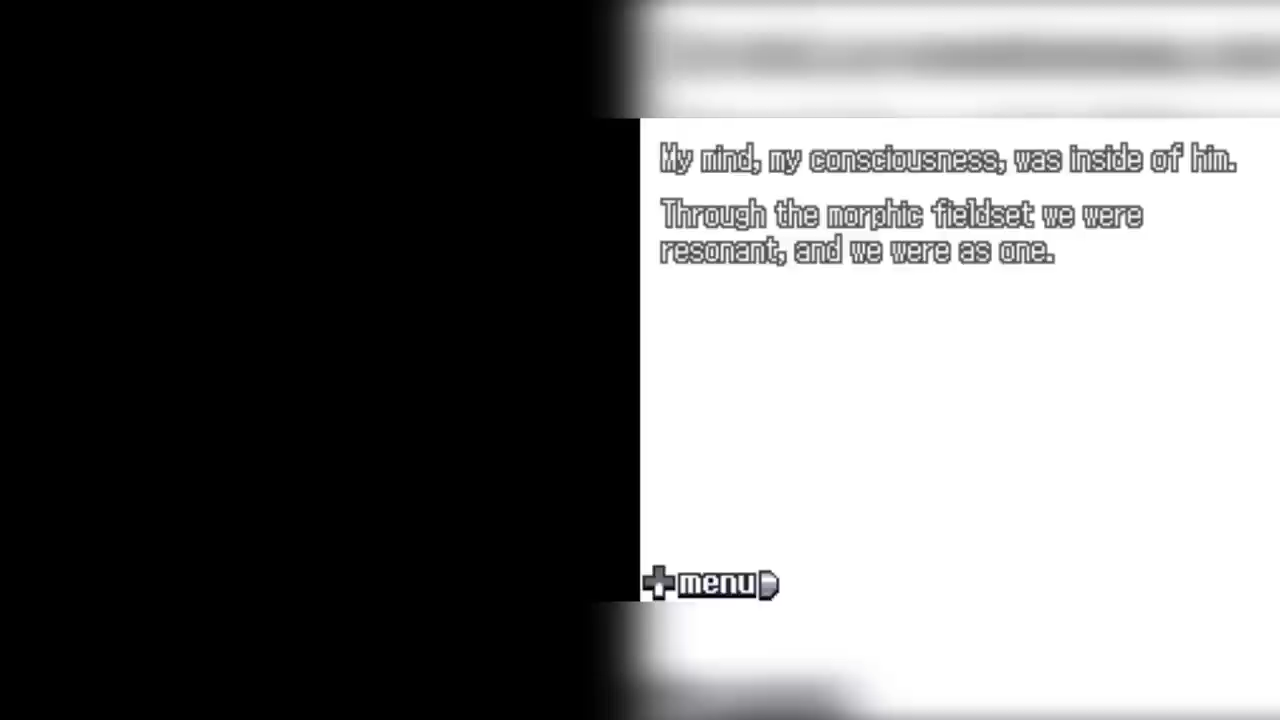 My mind, my consciousness, was inside of him.
Through the morphic fieldset we were
resonant, and we were as one.
menu